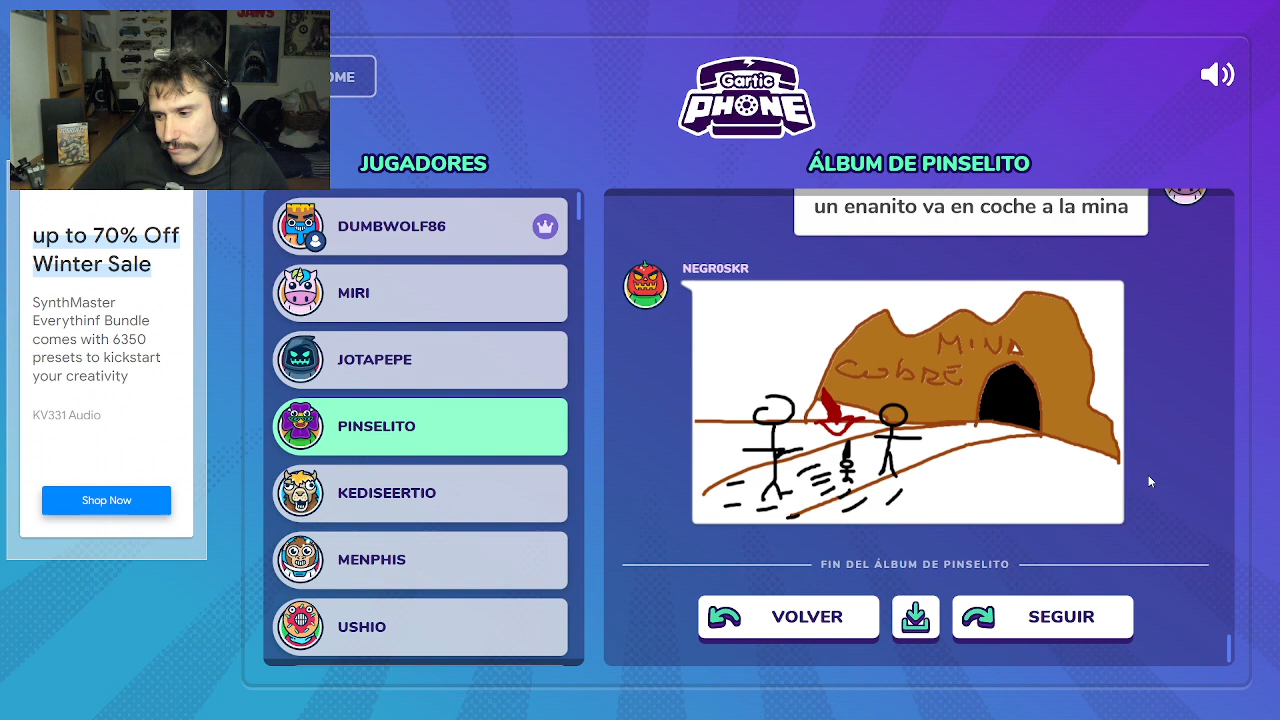 JAWS
OME
Gartic
PHONE
JUGADORES
ÁLBUM DE PINSELITO
up to 70% Off
Winter Sale
SynthMaster
Everythinf Bundle
comes with 6350
presets to kickstart
your creativity
KV331 Audio
Shop Now
DUMBWOLF86
MIRI
JOTAPEPE
PINSELITO
KEDISEERTIO
MENPHIS
USHIO
un enanito va en coche a la mina
NEGR0SKR
MINA
COBRE
FIN DEL ÁLBUM DE PINSELITO
VOLVER
SEGUIR